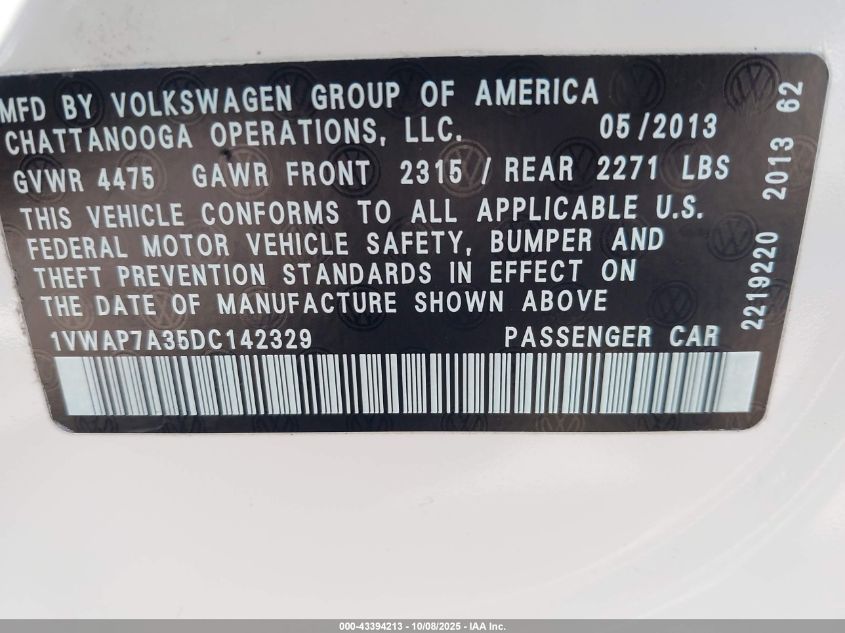 MFD BY VOLKSWAGEN GROUP OF AMERICA
CHATTANOOGA OPERATIONS, LLC. 05/2013
GVWR 4475 GAWR FRONT 2315 / REAR 2271 LBS
THIS VEHICLE CONFORMS TO ALL APPLICABLE U.S.
FEDERAL MOTOR VEHICLE SAFETY, BUMPER AND
THEFT PREVENTION STANDARDS IN EFFECT ON
THE DATE OF MANUFACTURE SHOWN ABOVE
1VWAP7A35DC142329 PASSENGER CAR
2219220 2013 62
000-43394213 - 10/08/2025 - IAA Inc.